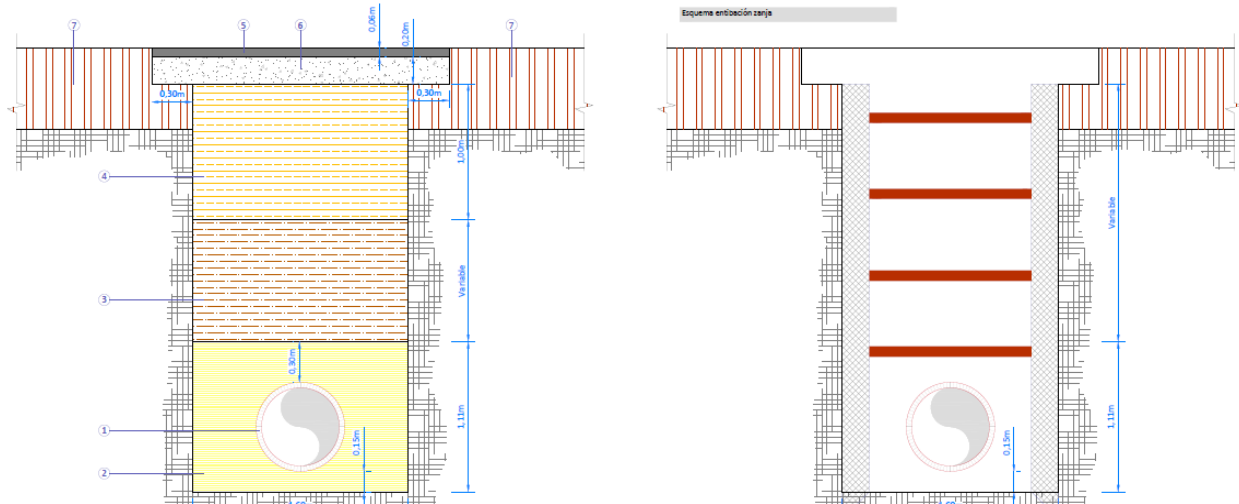 Esquema entibación zanja
7
5
6
7
0,06m
0,20m
0,30m
0,30m
1,00m
4
Variable
3
0,30m
1
0,15m
1,11m
2
Variable
0,15m
1,11m